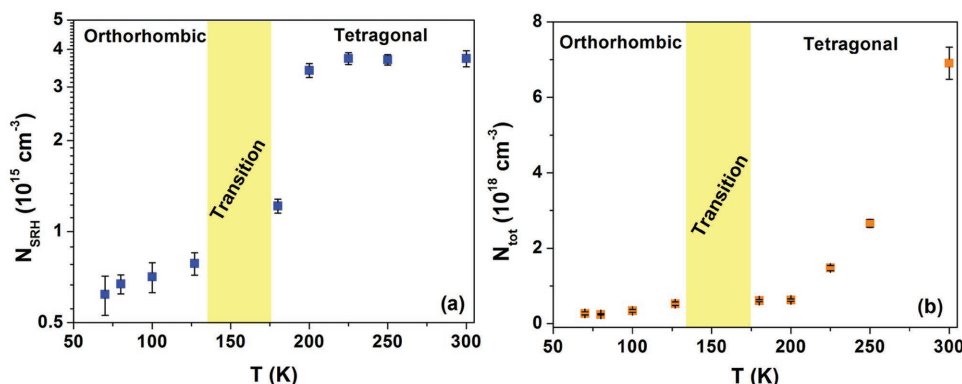 5
4
3
1
0.5
N_SRH (10^15 cm^-3)
Orthorhombic
Transition
Tetragonal
(a)
50 100 150 200 250 300
T (K)
8
6
4
2
0
N_tot (10^18 cm^-3)
Orthorhombic
Transition
Tetragonal
(b)
50 100 150 200 250 300
T (K)